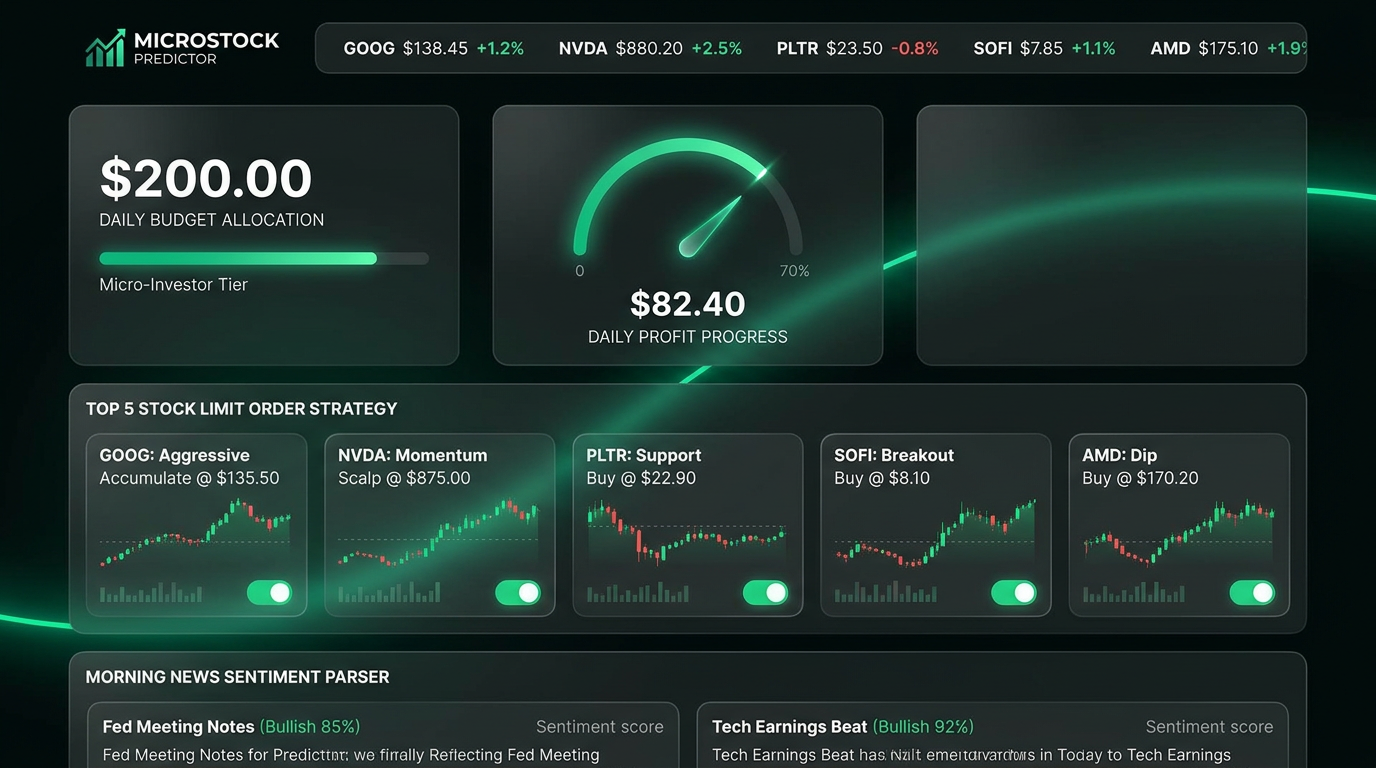 MICROSTOCK
PREDICTOR
GOOG $138.45 +1.2% NVDA $880.20 +2.5% PLTR $23.50 -0.8% SOFI $7.85 +1.1% AMD $175.10 +1.9%
$200.00
DAILY BUDGET ALLOCATION
Micro-Investor Tier
0 70%
$82.40
DAILY PROFIT PROGRESS
TOP 5 STOCK LIMIT ORDER STRATEGY
GOOG: Aggressive
Accumulate @ $135.50
NVDA: Momentum
Scalp @ $875.00
PLTR: Support
Buy @ $22.90
SOFI: Breakout
Buy @ $8.10
AMD: Dip
Buy @ $170.20
MORNING NEWS SENTIMENT PARSER
Fed Meeting Notes (Bullish 85%) Sentiment score
Fed Meeting Notes for we Reflecting Fed Meeting
Tech Earnings Beat (Bullish 92%) Sentiment score
Tech Earnings Beat has in Today to Tech Earnings